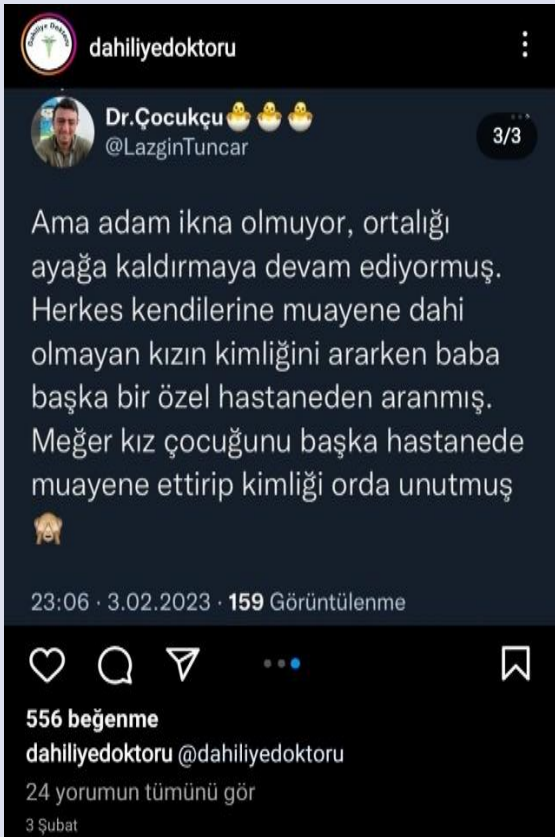 Dahiliye Doktoru
dahiliyedoktoru
Dr.Çocukçu🐣🐣🐣
@LazginTuncar
3/3
Ama adam ikna olmuyor, ortalığı
ayağa kaldırmaya devam ediyormuş.
Herkes kendilerine muayene dahi
olmayan kızın kimliğini ararken baba
başka bir özel hastaneden aranmış.
Meğer kız çocuğunu başka hastanede
muayene ettirip kimliği orda unutmuş
🙈
23:06 · 3.02.2023 · 159 Görüntülenme
556 beğenme
dahiliyedoktoru @dahiliyedoktoru
24 yorumun tümünü gör
3 Şubat